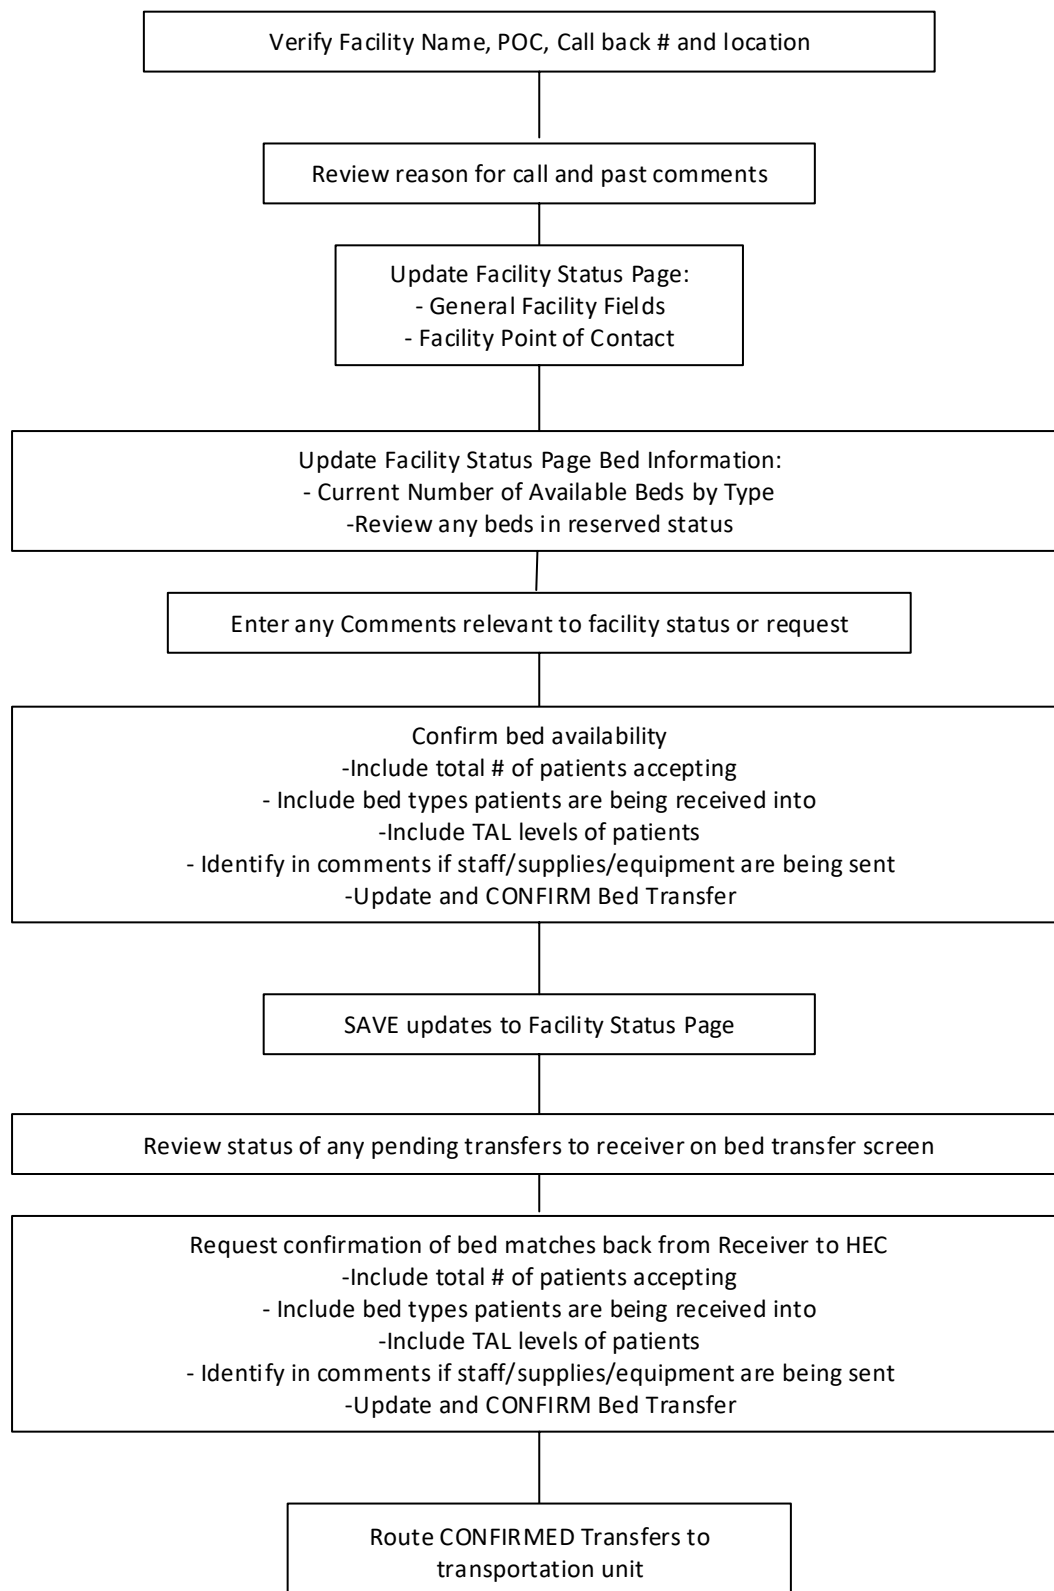 Verify Facility Name, POC, Call back # and location
Review reason for call and past comments
Update Facility Status Page:
- General Facility Fields
- Facility Point of Contact
Update Facility Status Page Bed Information:
- Current Number of Available Beds by Type
-Review any beds in reserved status
Enter any Comments relevant to facility status or request
Confirm bed availability
-Include total # of patients accepting
- Include bed types patients are being received into
-Include TAL levels of patients
- Identify in comments if staff/supplies/equipment are being sent
-Update and CONFIRM Bed Transfer
SAVE updates to Facility Status Page
Review status of any pending transfers to receiver on bed transfer screen
Request confirmation of bed matches back from Receiver to HEC
-Include total # of patients accepting
- Include bed types patients are being received into
-Include TAL levels of patients
- Identify in comments if staff/supplies/equipment are being sent
-Update and CONFIRM Bed Transfer
Route CONFIRMED Transfers to
transportation unit